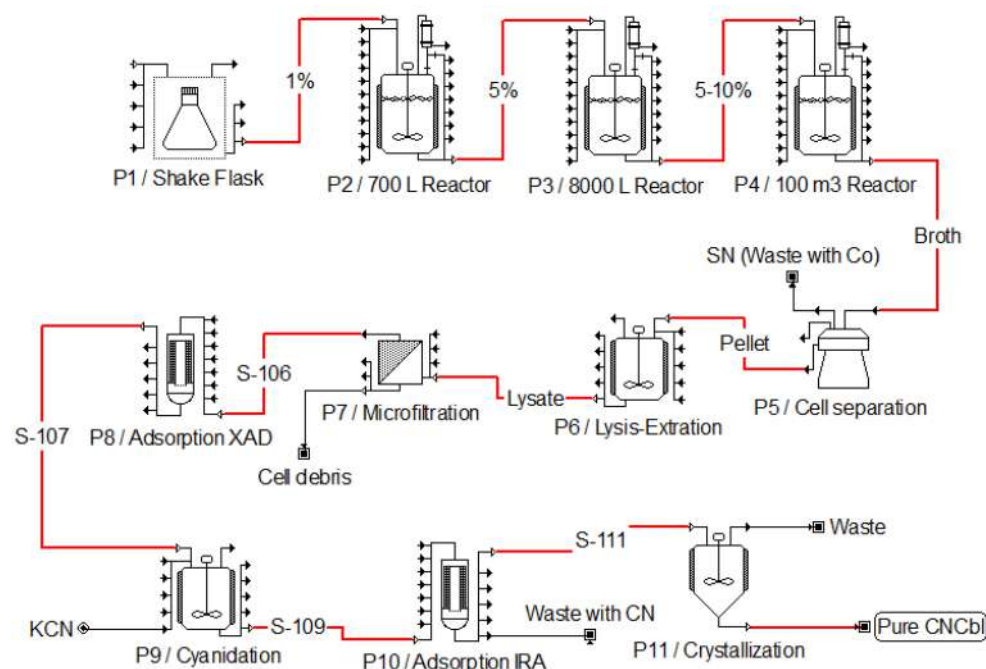 1%
5%
5-10%
P1 / Shake Flask
P2 / 700 L Reactor
P3 / 8000 L Reactor
P4 / 100 m3 Reactor
Broth
SN (Waste with Co)
Pellet
P5 / Cell separation
P6 / Lysis-Extration
Lysate
P7 / Microfiltration
Cell debris
S-106
P8 / Adsorption XAD
S-107
KCN
P9 / Cyanidation
S-109
P10 / Adsorption IRA
Waste with CN
S-111
Waste
P11 / Crystallization
Pure CNCbl